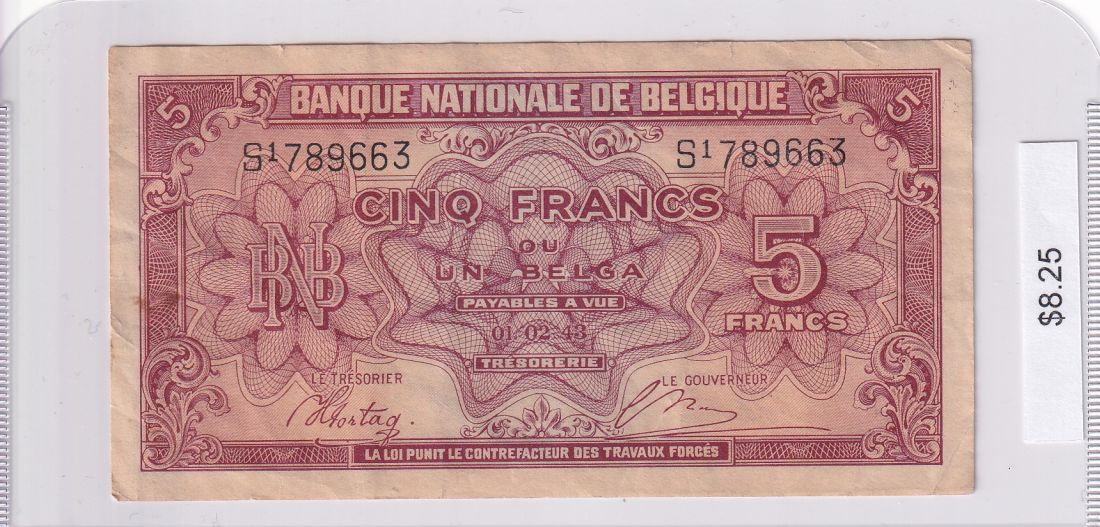 5 BANQUE NATIONALE DE BELGIQUE 5
S1789663 S1789663
CINQ FRANCS
OU
UN BELGA
PAYABLES A VUE
01-02-43
TRÉSORERIE
BNB
5
FRANCS
LE TRÉSORIER LE GOUVERNEUR
LA LOI PUNIT LE CONTREFACTEUR DES TRAVAUX FORCÉS
$8.25